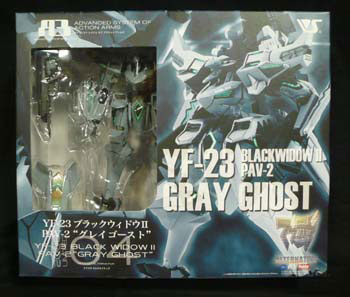 A3
ADVANCED SYSTEM OF
ACTION ARMS
YF-23 BLACKWIDOW II
PAV-2
GRAY GHOST
YF-23 ブラックウィドウII
PAV-2 “グレイ ゴースト”
YF-23 BLACK WIDOW II
PAV-2 "GRAY GHOST"
ALTERNATIVE